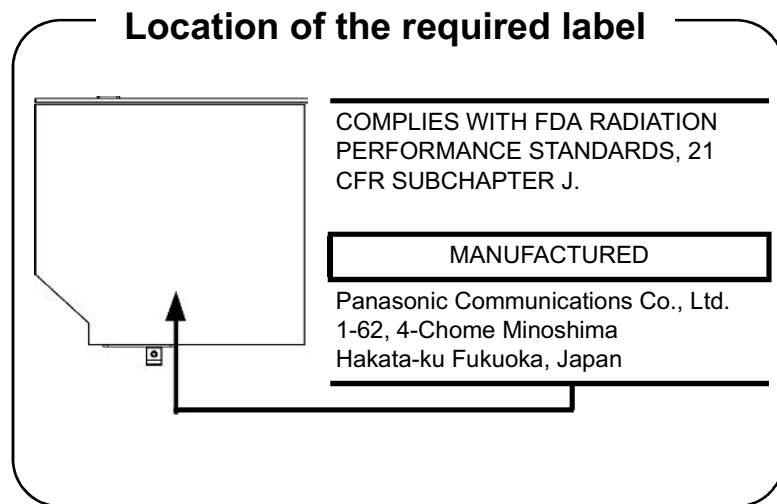 Location of the required label
COMPLIES WITH FDA RADIATION
PERFORMANCE STANDARDS, 21
CFR SUBCHAPTER J.
MANUFACTURED
Panasonic Communications Co., Ltd.
1-62, 4-Chome Minoshima
Hakata-ku Fukuoka, Japan